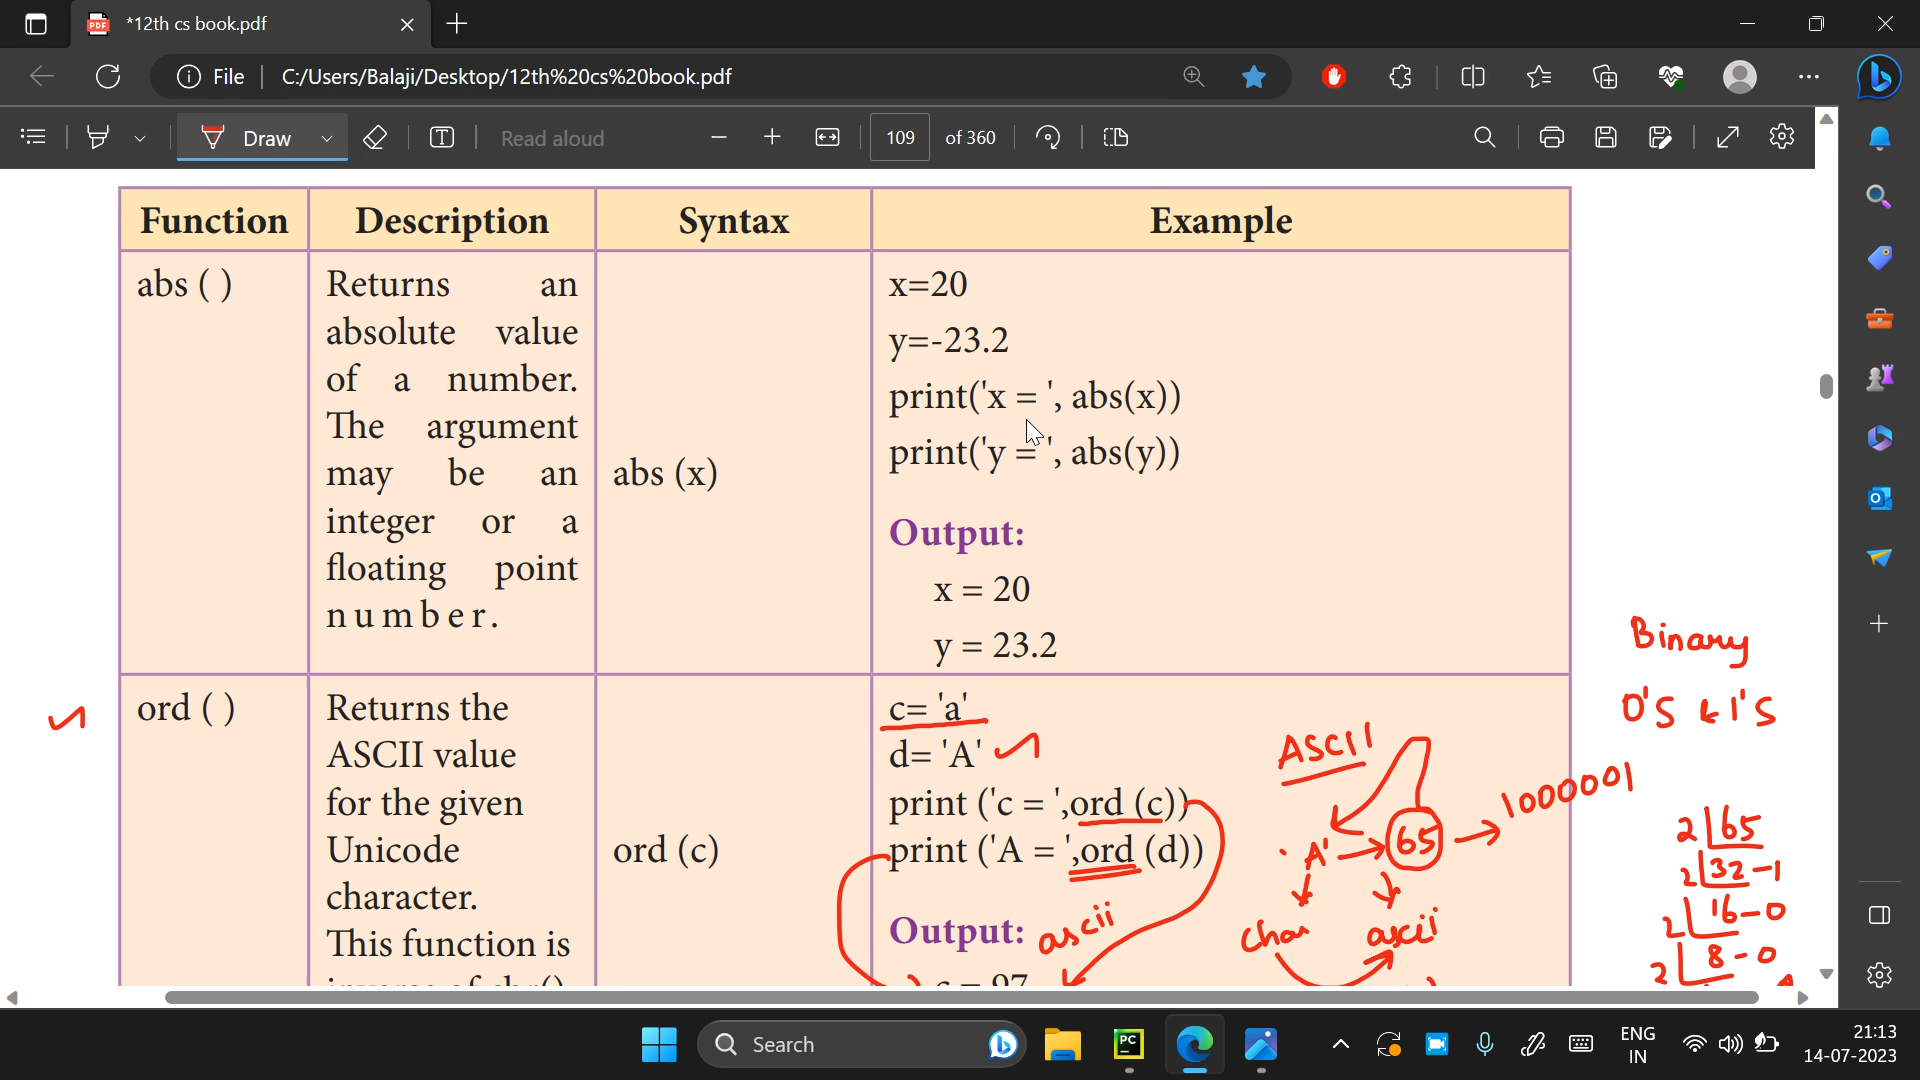 *12th cs book.pdf
File
C:/Users/Balaji/Desktop/12th%20cs%20book.pdf
Draw
Read aloud
109 of 360
Function Description Syntax Example
abs ( )
Returns an
absolute value
of a number.
The argument
may be an
integer or a
floating point
number.
abs (x)
x=20
y=-23.2
print('x = ', abs(x))
print('y = ', abs(y))
Output:
x = 20
y = 23.2
ord ( )
Returns the
ASCII value
for the given
Unicode
character.
This function is
inverse of chr()
ord (c)
c= 'a'
d= 'A'
print ('c = ',ord (c))
print ('A = ',ord (d))
Output:
c = 97
ascii
ASCII
'A' 65 1000001
char ascii
Binary
0's & 1's
2 65
2 32-1
2 16-0
2 8-0
Search
PC
ENG
IN
21:13
14-07-2023